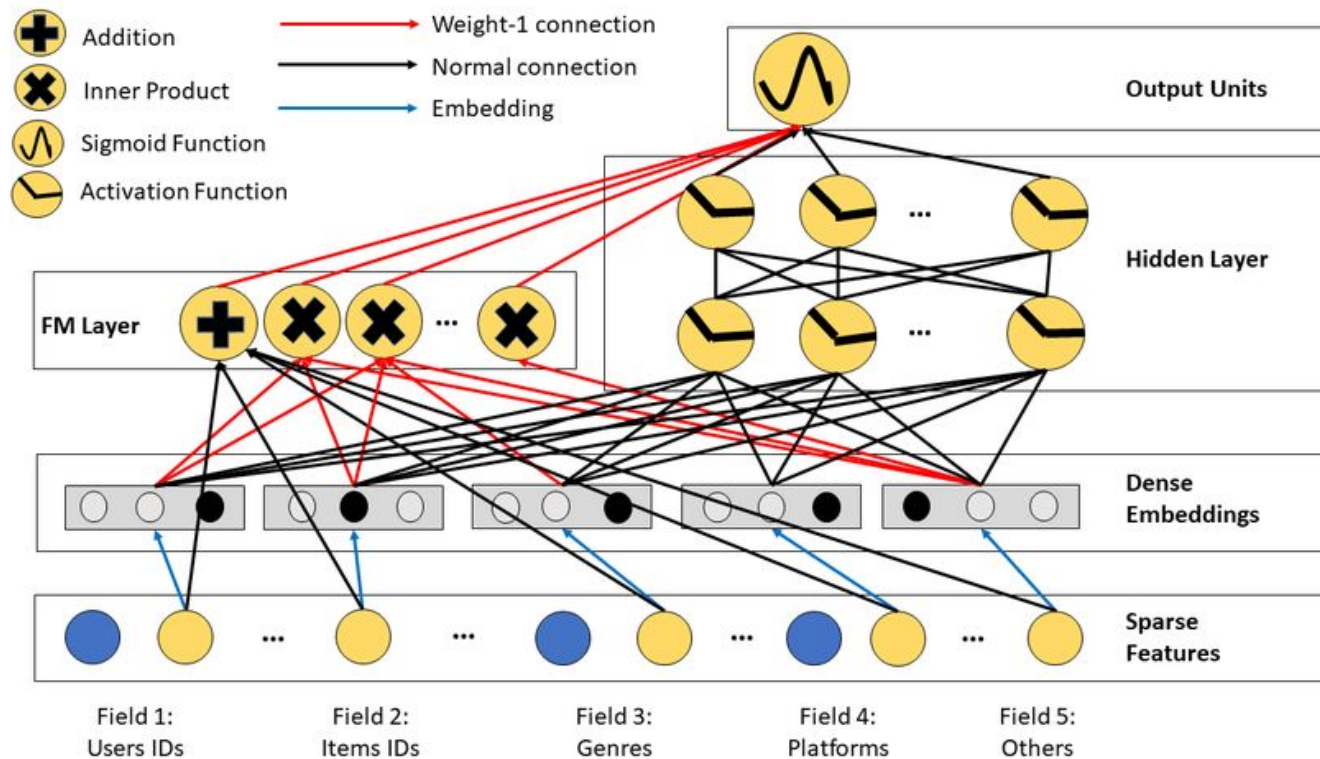 Addition
Inner Product
Sigmoid Function
Activation Function
Weight-1 connection
Normal connection
Embedding
Output Units
Hidden Layer
FM Layer
...
...
...
Dense
Embeddings
Sparse
Features
...
...
...
...
Field 1:
Users IDs
Field 2:
Items IDs
Field 3:
Genres
Field 4:
Platforms
Field 5:
Others